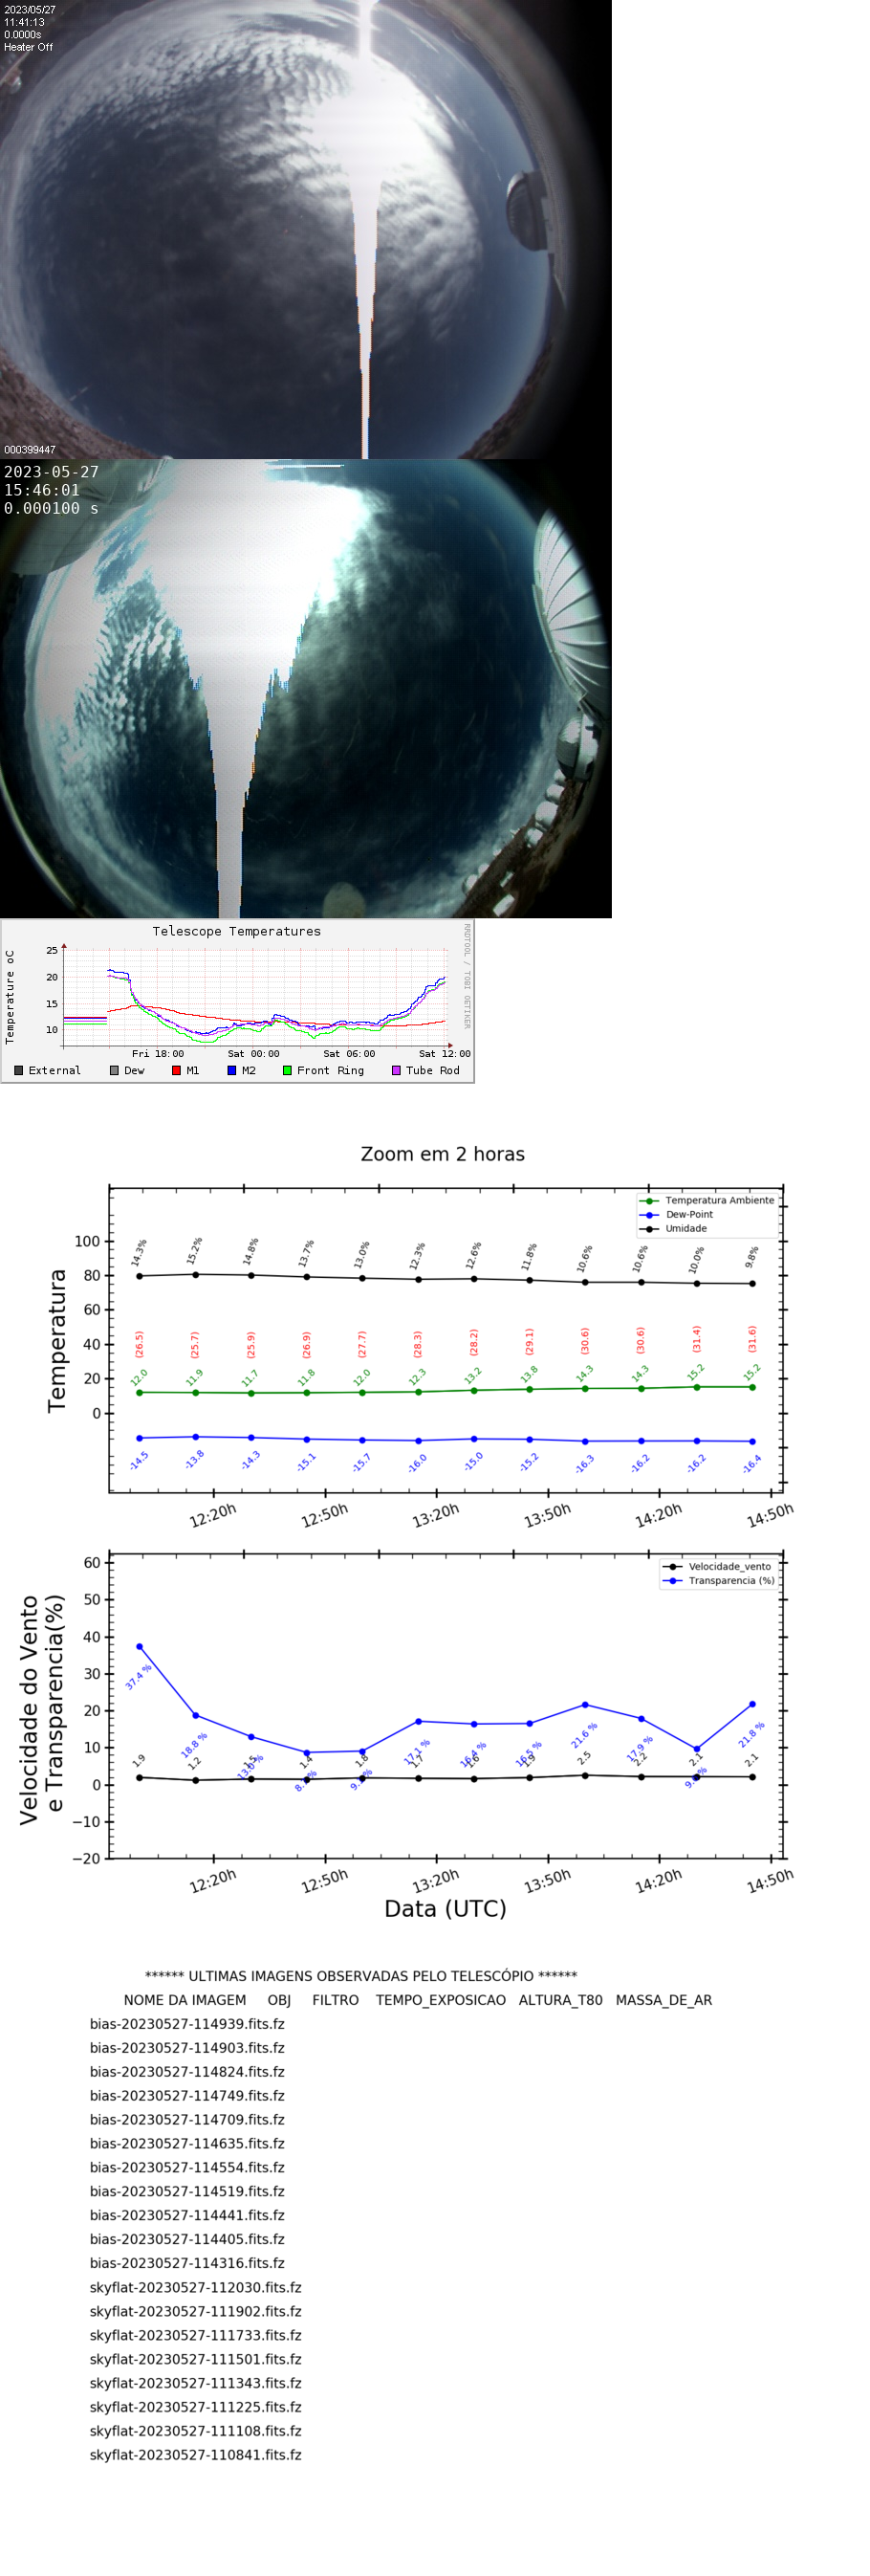 2023/05/27
11:41:13
0.0000s
Heater Off
000399447
2023-05-27
15:46:01
0.000100 s
Telescope Temperatures
RRDTOOL / TOBI OETIKER
Temperature oC
25
20
15
10
Fri 18:00 Sat 00:00 Sat 06:00 Sat 12:00
External Dew M1 M2 Front Ring Tube Rod
Zoom em 2 horas
Temperatura Ambiente
Dew-Point
Umidade
Temperatura
100
80
60
40
20
0
14.3% 15.2% 14.8% 13.7% 13.0% 12.3% 12.6% 11.8% 10.6% 10.6% 10.0% 9.8%
(26.5) (25.7) (25.9) (26.9) (27.7) (28.3) (28.2) (29.1) (30.6) (30.6) (31.4) (31.6)
12.0 11.9 11.7 11.8 12.0 12.3 13.2 13.8 14.3 14.3 15.2 15.2
-14.5 -13.8 -14.3 -15.1 -15.7 -16.0 -15.0 -15.2 -16.3 -16.2 -16.2 -16.4
12:20h 12:50h 13:20h 13:50h 14:20h 14:50h
Velocidade_vento
Transparencia (%)
Velocidade do Vento
e Transparencia(%)
60
50
40
30
20
10
0
−10
−20
37.4 % 18.8 % 17.1 % 21.6 % 17.9 % 21.8 %
1.9 1.2 1.8 2.5 2.1 2.1
12:20h 12:50h 13:20h 13:50h 14:20h 14:50h
Data (UTC)
****** ULTIMAS IMAGENS OBSERVADAS PELO TELESCÓPIO ******
NOME DA IMAGEM OBJ FILTRO TEMPO_EXPOSICAO ALTURA_T80 MASSA_DE_AR
bias-20230527-114939.fits.fz
bias-20230527-114903.fits.fz
bias-20230527-114824.fits.fz
bias-20230527-114749.fits.fz
bias-20230527-114709.fits.fz
bias-20230527-114635.fits.fz
bias-20230527-114554.fits.fz
bias-20230527-114519.fits.fz
bias-20230527-114441.fits.fz
bias-20230527-114405.fits.fz
bias-20230527-114316.fits.fz
skyflat-20230527-112030.fits.fz
skyflat-20230527-111902.fits.fz
skyflat-20230527-111733.fits.fz
skyflat-20230527-111501.fits.fz
skyflat-20230527-111343.fits.fz
skyflat-20230527-111225.fits.fz
skyflat-20230527-111108.fits.fz
skyflat-20230527-110841.fits.fz